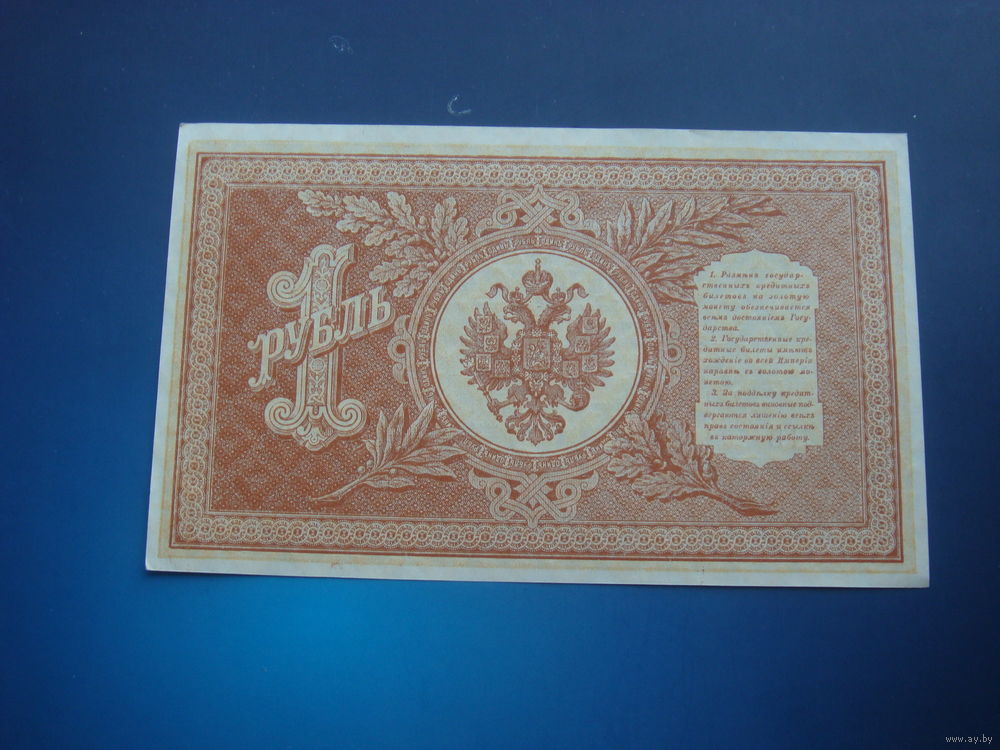 1
РУБЛЬ
1. Размѣнъ государ-
ственныхъ кредитныхъ
билетовъ на золотую
монету обезпечивается
всѣмъ достояніемъ Госу-
дарства.
2. Государственные кре-
дитные билеты имѣютъ
хожденіе во всей Имперіи
наравнѣ съ золотою мо-
нетою.
3. За поддѣлку кредит-
ныхъ билетовъ виновные под-
вергаются лишенію всѣхъ
правъ состоянія и ссылкѣ
въ каторжную работу.
www.ay.by